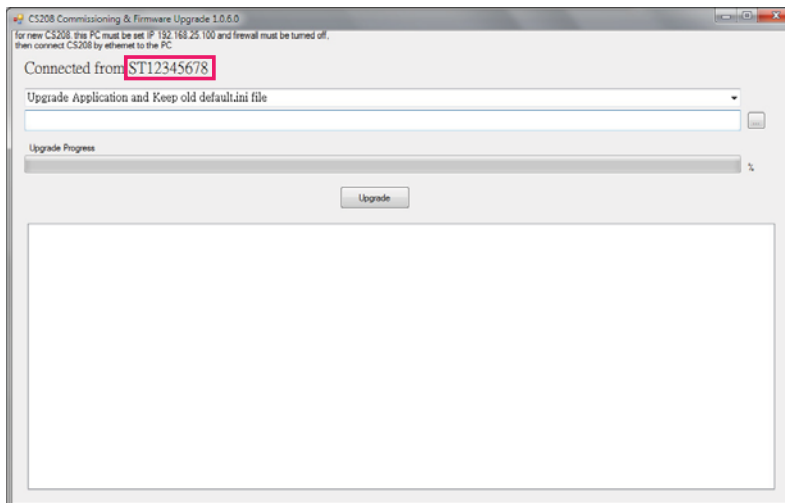 CS208 Commissioning & Firmware Upgrade 1.0.6.0
for new CS208, this PC must be set IP 192.168.25.100 and firewall must be turned off,
then connect CS208 by ethernet to the PC
Connected from ST12345678
Upgrade Application and Keep old default.ini file
...
Upgrade Progress
%
Upgrade